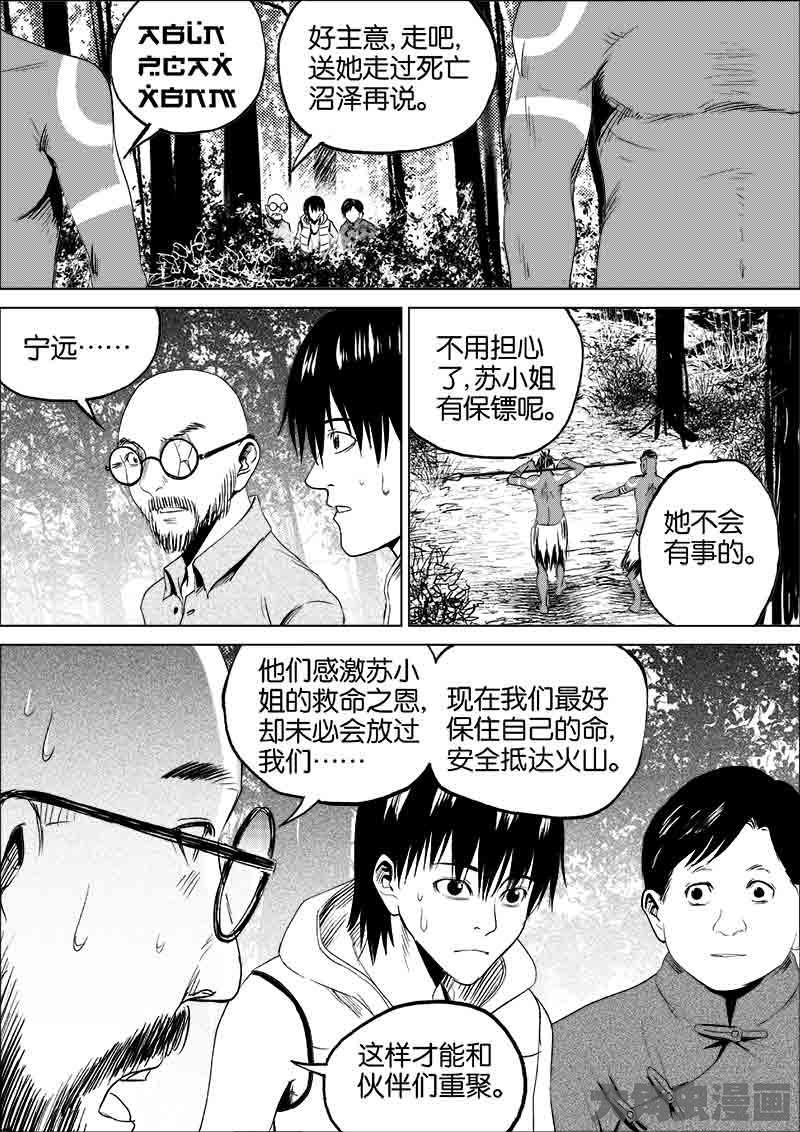 好主意，走吧，
送她走过死亡
沼泽再说。
宁远……
不用担心
了，苏小姐
有保镖呢。
她不会
有事的。
他们感激苏小
姐的救命之恩，
却未必会放过
我们……
现在我们最好
保住自己的命，
安全抵达火山。
这样才能和
伙伴们重聚。